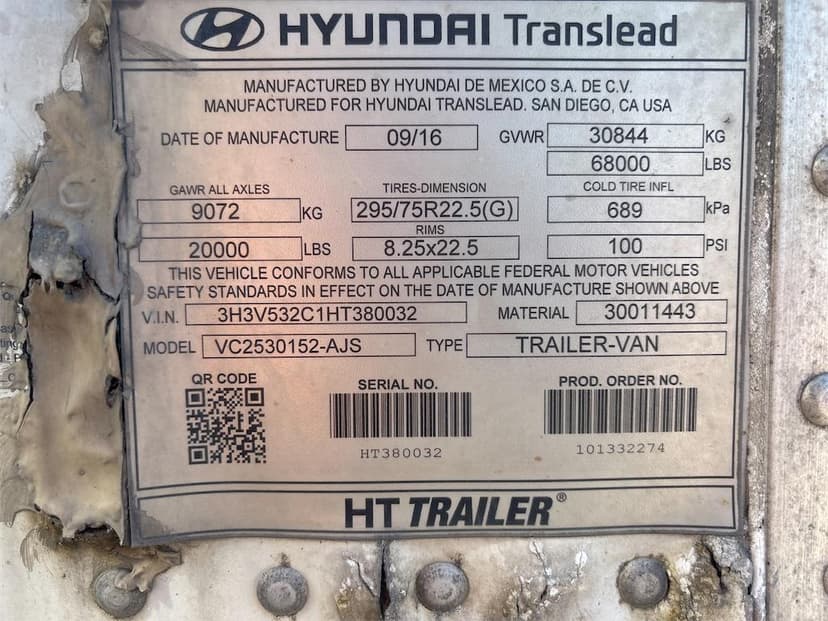 HYUNDAI Translead
MANUFACTURED BY HYUNDAI DE MEXICO S.A. DE C.V.
MANUFACTURED FOR HYUNDAI TRANSLEAD. SAN DIEGO, CA USA
DATE OF MANUFACTURE 09/16 GVWR 30844 KG
68000 LBS
GAWR ALL AXLES TIRES-DIMENSION COLD TIRE INFL
9072 KG 295/75R22.5(G) 689 kPa
RIMS
20000 LBS 8.25x22.5 100 PSI
THIS VEHICLE CONFORMS TO ALL APPLICABLE FEDERAL MOTOR VEHICLES
SAFETY STANDARDS IN EFFECT ON THE DATE OF MANUFACTURE SHOWN ABOVE
V.I.N. 3H3V532C1HT380032 MATERIAL 30011443
MODEL VC2530152-AJS TYPE TRAILER-VAN
QR CODE SERIAL NO. PROD. ORDER NO.
HT380032 101332274
HT TRAILER®